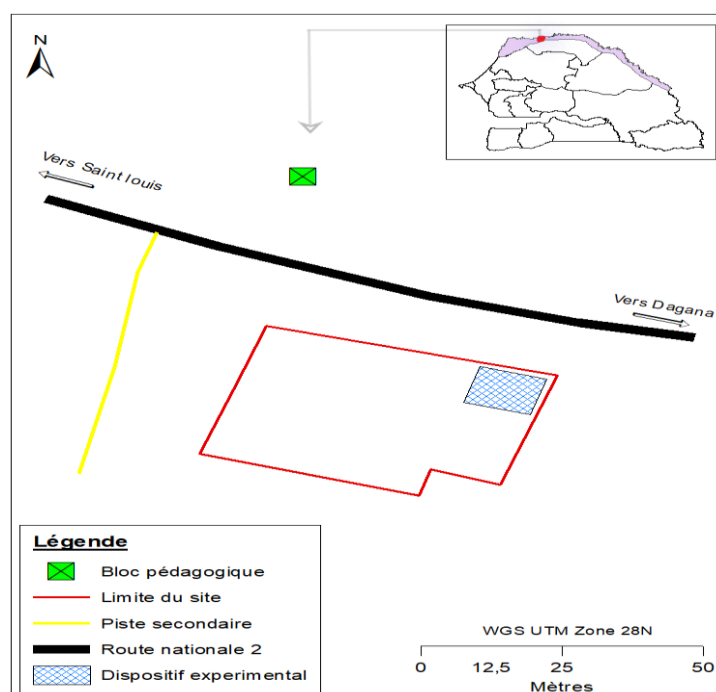 N
Vers Saint louis
Vers Dagana
Légende
Bloc pédagogique
Limite du site
Piste secondaire
Route nationale 2
Dispositif experimental
WGS UTM Zone 28N
0 12,5 25 50
Mètres